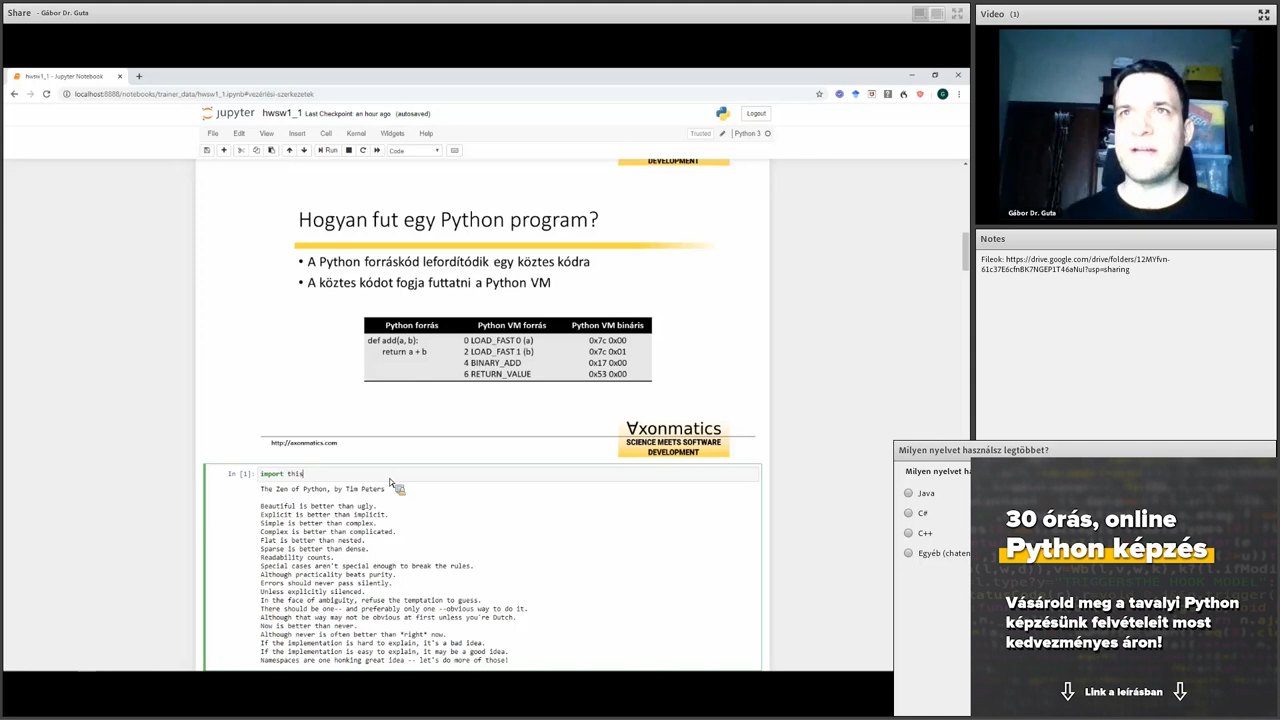 Share - Gábor Dr. Guta
hwsw1_1 - Jupyter Notebook
localhost:8888/notebooks/trainer_data/hwsw1_1.ipynb#vezérlési-szerkezetek
jupyter hwsw1_1 Last Checkpoint: an hour ago (autosaved)
Logout
File Edit View Insert Cell Kernel Widgets Help
Trusted
Python 3
Run
Code
DEVELOPMENT
Hogyan fut egy Python program?
• A Python forráskód lefordítódik egy köztes kódra
• A köztes kódot fogja futtatni a Python VM
Python forrás Python VM forrás Python VM bináris
def add(a, b): 0 LOAD_FAST 0 (a) 0x7c 0x00
return a + b 2 LOAD_FAST 1 (b) 0x7c 0x01
4 BINARY_ADD 0x17 0x00
6 RETURN_VALUE 0x53 0x00
http://axonmatics.com
∀xonmatics
SCIENCE MEETS SOFTWARE
DEVELOPMENT
In [1]: import this
The Zen of Python, by Tim Peters
Beautiful is better than ugly.
Explicit is better than implicit.
Simple is better than complex.
Complex is better than complicated.
Flat is better than nested.
Sparse is better than dense.
Readability counts.
Special cases aren't special enough to break the rules.
Although practicality beats purity.
Errors should never pass silently.
Unless explicitly silenced.
In the face of ambiguity, refuse the temptation to guess.
There should be one-- and preferably only one --obvious way to do it.
Although that way may not be obvious at first unless you're Dutch.
Now is better than never.
Although never is often better than *right* now.
If the implementation is hard to explain, it's a bad idea.
If the implementation is easy to explain, it may be a good idea.
Namespaces are one honking great idea -- let's do more of those!
Video (1)
Gábor Dr. Guta
Notes
Fileok: https://drive.google.com/drive/folders/12MYfvn-
61c37E6cfnBK7NGEP1T46aNuI?usp=sharing
Milyen nyelvet használsz legtöbbet?
Milyen nyelvet ha
Java
C#
C++
Egyéb (chaten
30 órás, online
Python képzés
Vásárold meg a tavalyi Python
képzésünk felvételeit most
kedvezményes áron!
Link a leírásban